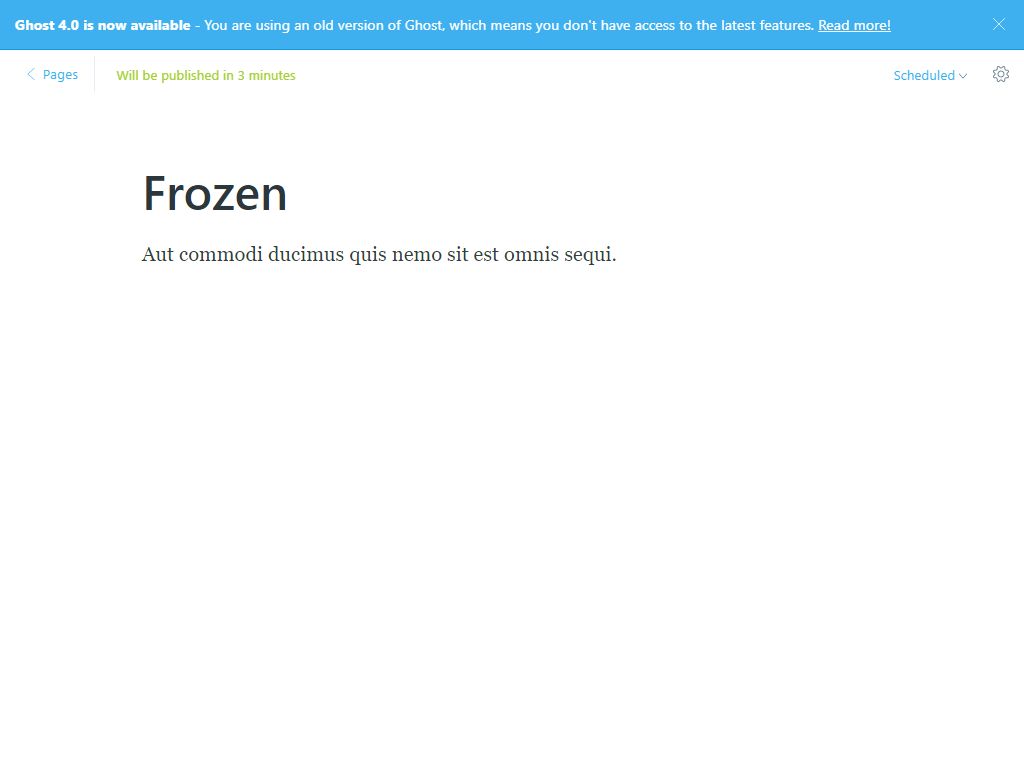 Ghost 4.0 is now available - You are using an old version of Ghost, which means you don't have access to the latest features. Read more!
Pages
Will be published in 3 minutes
Scheduled
Frozen
Aut commodi ducimus quis nemo sit est omnis sequi.